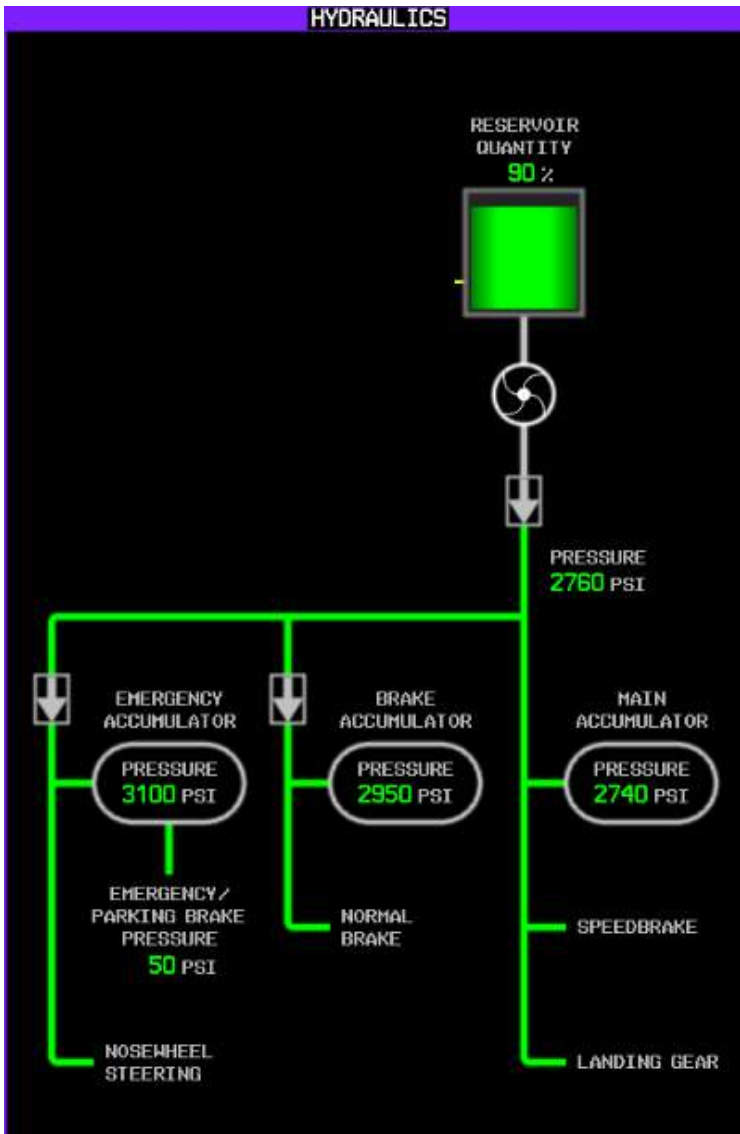 HYDRAULICS
RESERVOIR
QUANTITY
90 %
PRESSURE
2760 PSI
EMERGENCY
ACCUMULATOR
PRESSURE
3100 PSI
BRAKE
ACCUMULATOR
PRESSURE
2950 PSI
MAIN
ACCUMULATOR
PRESSURE
2740 PSI
EMERGENCY/
PARKING BRAKE
PRESSURE
50 PSI
NORMAL
BRAKE
SPEEDBRAKE
NOSEWHEEL
STEERING
LANDING GEAR